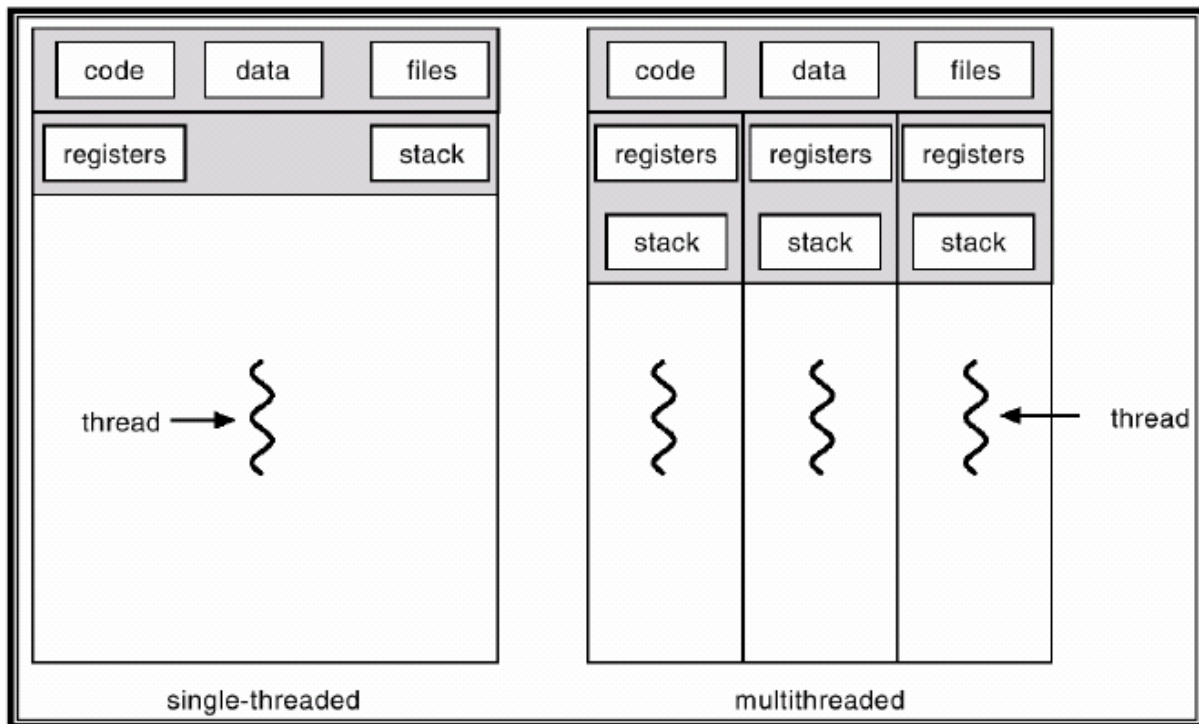 code data files
registers stack
thread
single-threaded
code data files
registers registers registers
stack stack stack
thread
multithreaded